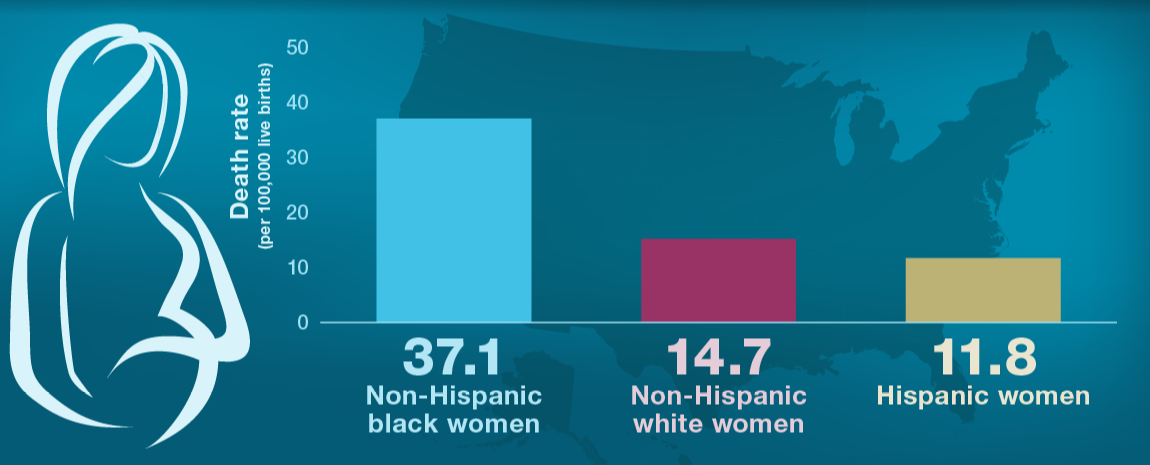 Death rate
(per 100,000 live births)
50
40
30
20
10
0
37.1
Non-Hispanic
black women
14.7
Non-Hispanic
white women
11.8
Hispanic women